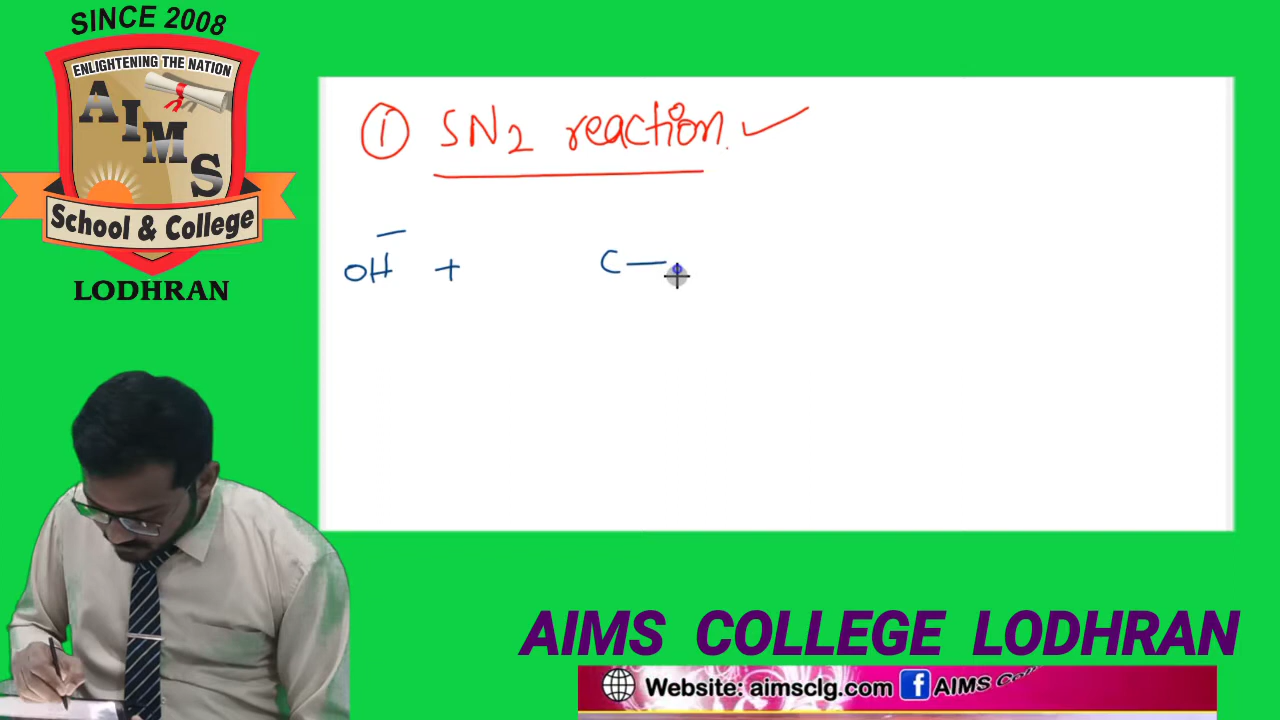 SINCE 2008
ENLIGHTENING THE NATION
AIMS
School & College
LODHRAN
① SN2 reaction. ✓
OH⁻ + C—
AIMS COLLEGE LODHRAN
Website: aimsclg.com f AIMS